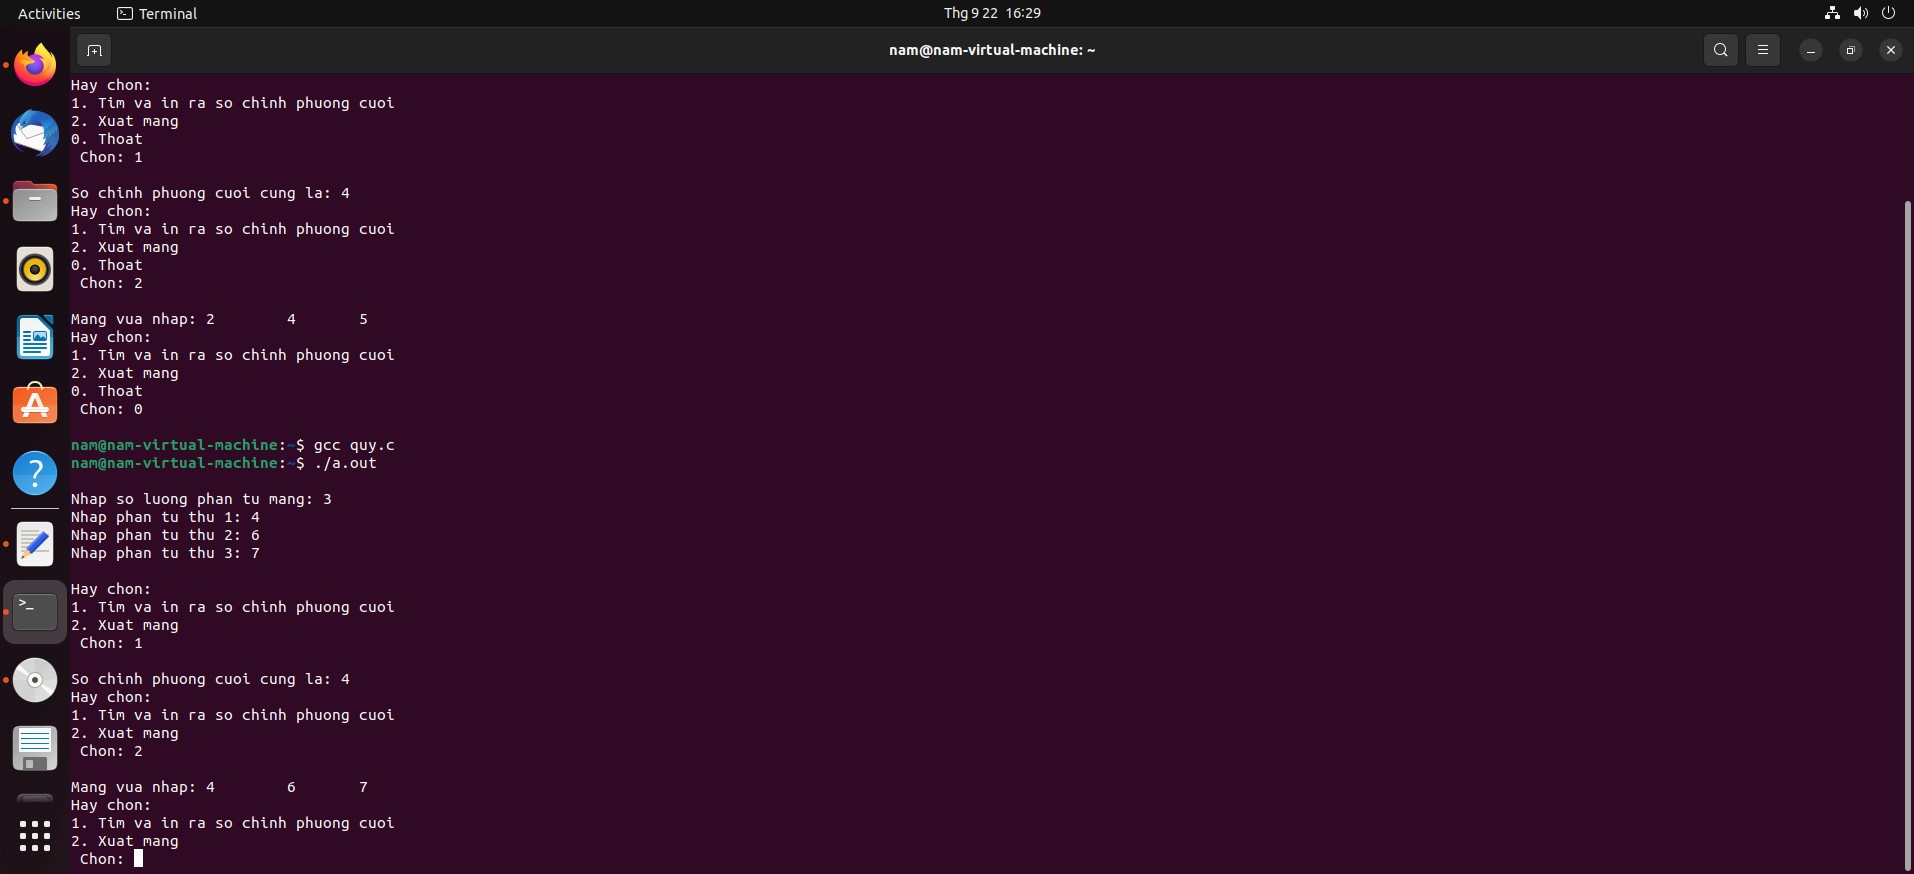 Activities
Terminal
Thg 9 22 16:29
nam@nam-virtual-machine: ~
Hay chon:
1. Tim va in ra so chinh phuong cuoi
2. Xuat mang
0. Thoat
Chon: 1
So chinh phuong cuoi cung la: 4
Hay chon:
1. Tim va in ra so chinh phuong cuoi
2. Xuat mang
0. Thoat
Chon: 2
Mang vua nhap: 2 4 5
Hay chon:
1. Tim va in ra so chinh phuong cuoi
2. Xuat mang
0. Thoat
Chon: 0
nam@nam-virtual-machine:~$ gcc quy.c
nam@nam-virtual-machine:~$ ./a.out
Nhap so luong phan tu mang: 3
Nhap phan tu thu 1: 4
Nhap phan tu thu 2: 6
Nhap phan tu thu 3: 7
Hay chon:
1. Tim va in ra so chinh phuong cuoi
2. Xuat mang
Chon: 1
So chinh phuong cuoi cung la: 4
Hay chon:
1. Tim va in ra so chinh phuong cuoi
2. Xuat mang
Chon: 2
Mang vua nhap: 4 6 7
Hay chon:
1. Tim va in ra so chinh phuong cuoi
2. Xuat mang
Chon: